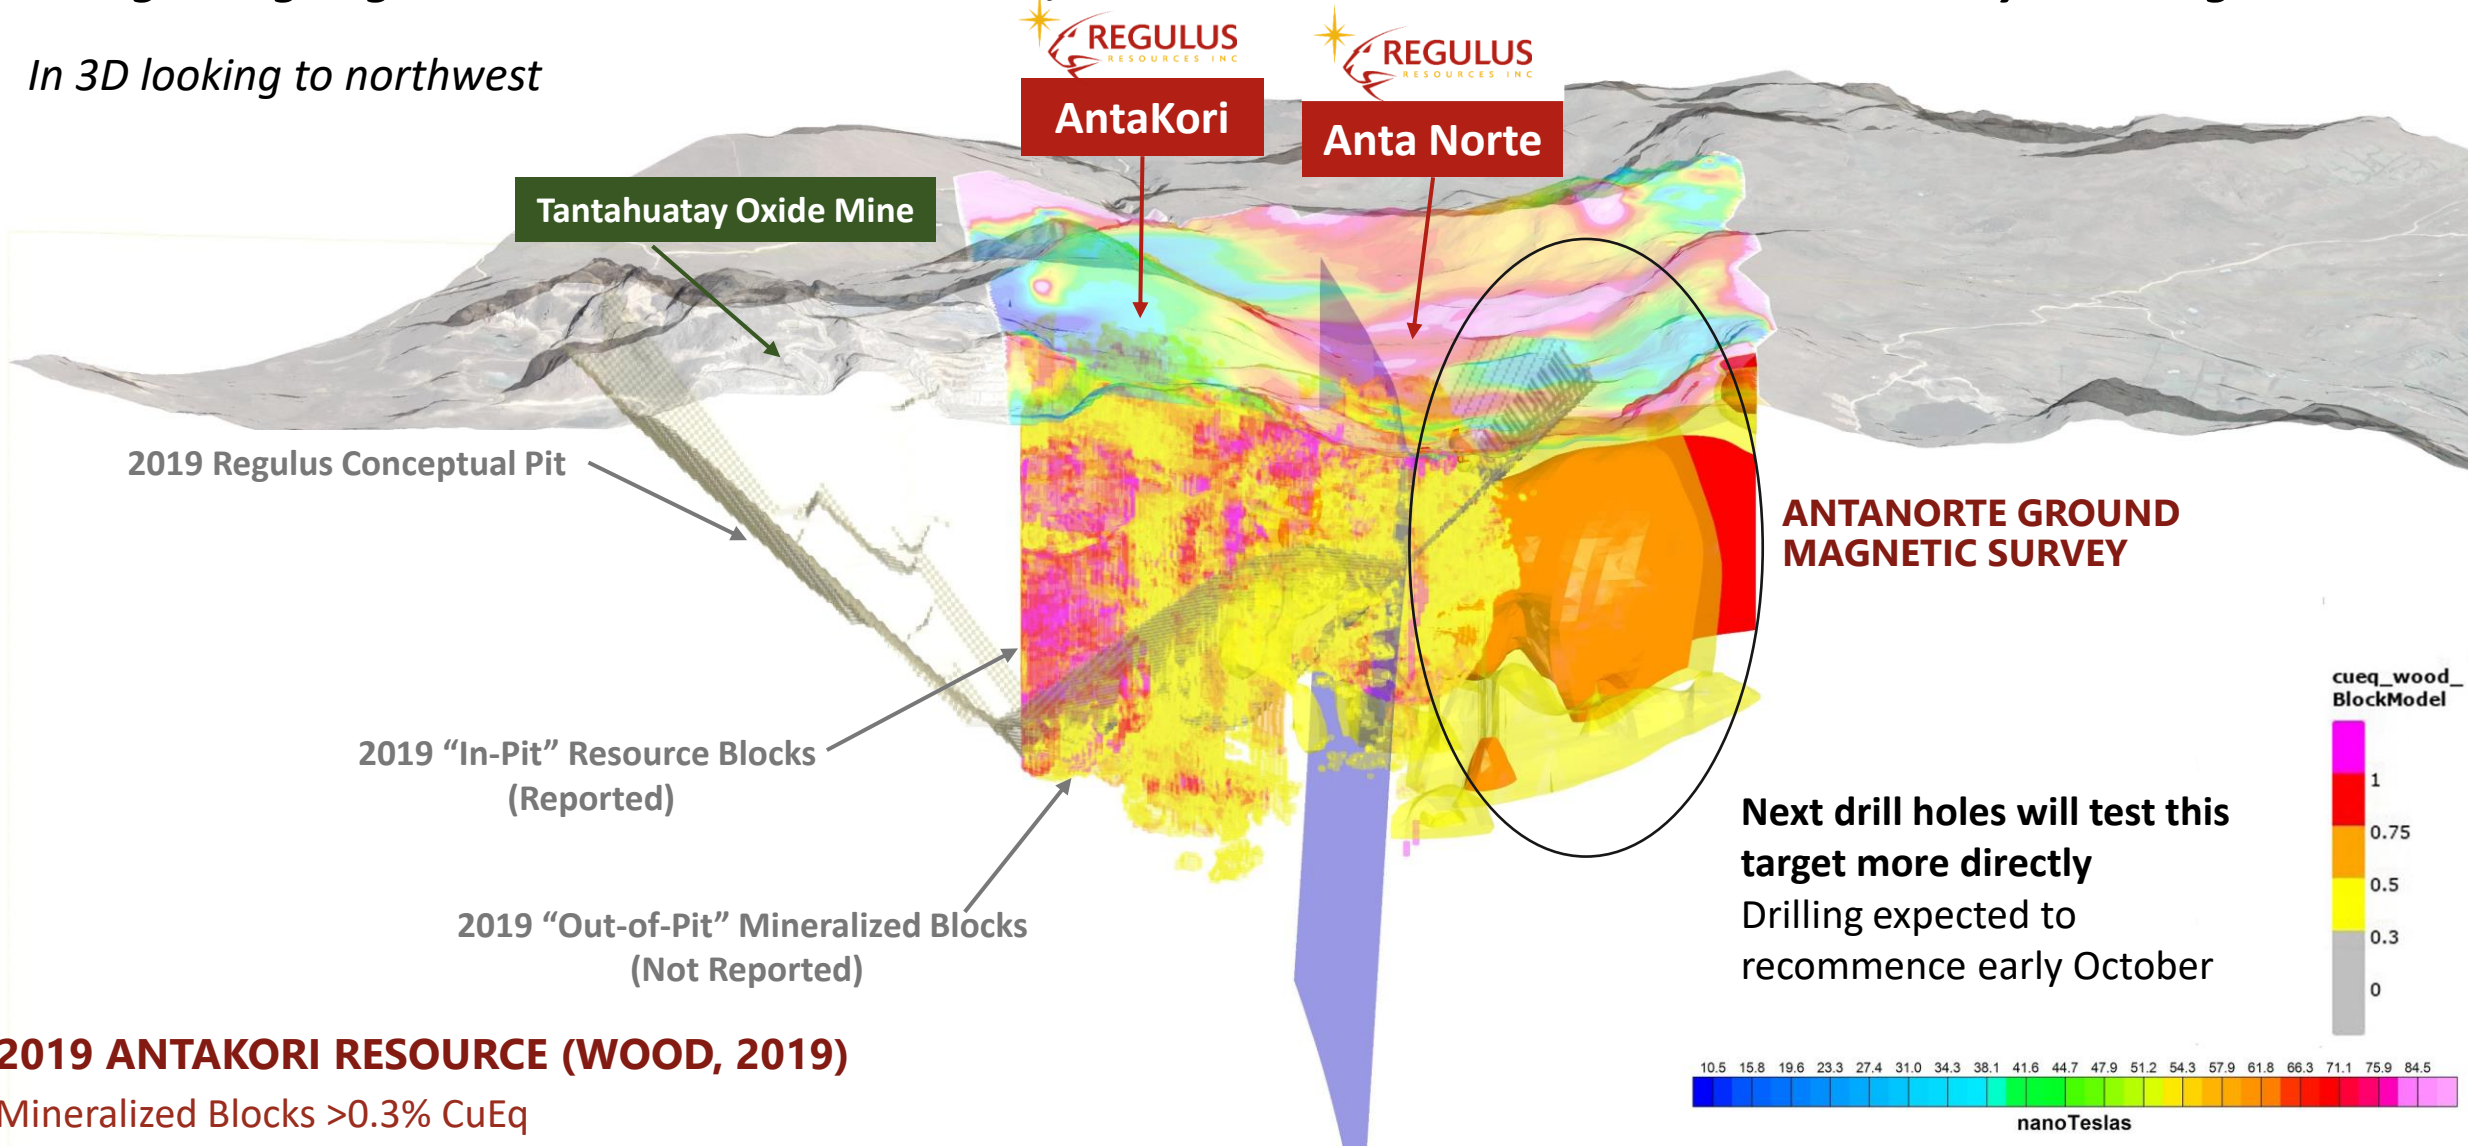 In 3D looking to northwest
REGULUS
RESOURCES INC
REGULUS
RESOURCES INC
AntaKori
Anta Norte
Tantahuatay Oxide Mine
2019 Regulus Conceptual Pit
ANTANORTE GROUND
MAGNETIC SURVEY
2019 “In-Pit” Resource Blocks
(Reported)
2019 “Out-of-Pit” Mineralized Blocks
(Not Reported)
cueq_wood_
BlockModel
1
0.75
0.5
0.3
0
Next drill holes will test this
target more directly
Drilling expected to
recommence early October
2019 ANTAKORI RESOURCE (WOOD, 2019)
Mineralized Blocks >0.3% CuEq
10.5 15.8 19.6 23.3 27.4 31.0 34.3 38.1 41.6 44.7 47.9 51.2 54.3 57.9 61.8 66.3 71.1 75.9 84.5
nanoTeslas